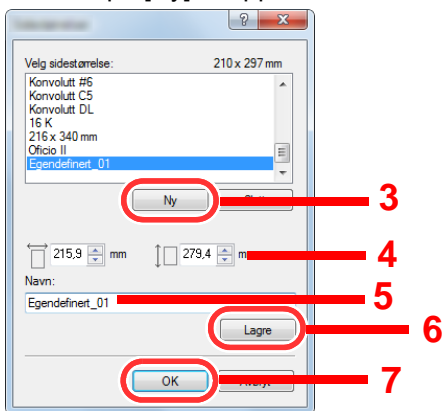 Velg sidestørrelse: 210 x 297 mm
Konvolutt #6
Konvolutt C5
Konvolutt DL
16 K
216 x 340 mm
Oficio II
Egendefinert_01
Ny
3
215,9 mm 279,4
4
Navn:
Egendefinert_01
5
Lagre
6
OK
7